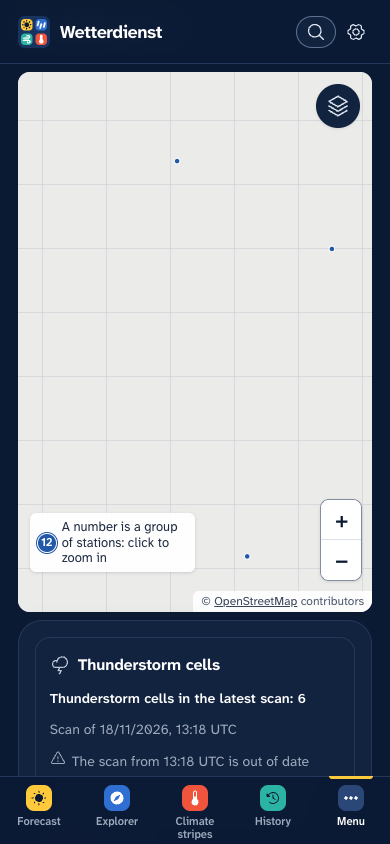 Wetterdienst
12
A number is a group
of stations: click to
zoom in
+
−
© OpenStreetMap contributors
Thunderstorm cells
Thunderstorm cells in the latest scan: 6
Scan of 18/11/2026, 13:18 UTC
The scan from 13:18 UTC is out of date
Forecast
Explorer
Climate
stripes
History
Menu